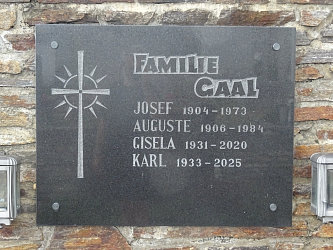 FAMILIE
GAAL
JOSEF 1904-1973
AUGUSTE 1906-1984
GISELA 1931-2020
KARL 1933-2025